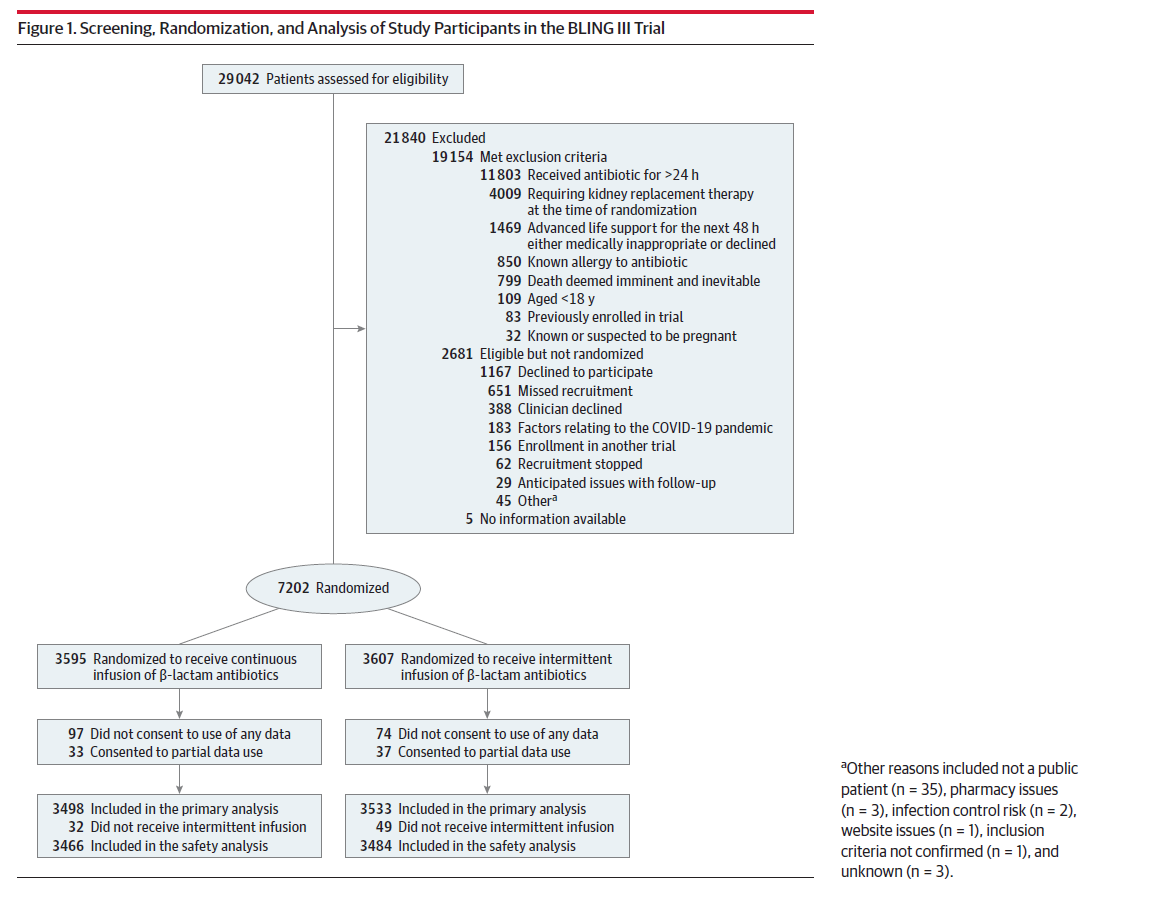 Figure 1. Screening, Randomization, and Analysis of Study Participants in the BLING III Trial
29042 Patients assessed for eligibility
21840 Excluded
19154 Met exclusion criteria
11803 Received antibiotic for >24 h
4009 Requiring kidney replacement therapy
at the time of randomization
1469 Advanced life support for the next 48 h
either medically inappropriate or declined
850 Known allergy to antibiotic
799 Death deemed imminent and inevitable
109 Aged <18 y
83 Previously enrolled in trial
32 Known or suspected to be pregnant
2681 Eligible but not randomized
1167 Declined to participate
651 Missed recruitment
388 Clinician declined
183 Factors relating to the COVID-19 pandemic
156 Enrollment in another trial
62 Recruitment stopped
29 Anticipated issues with follow-up
45 Otherᵃ
5 No information available
7202 Randomized
3595 Randomized to receive continuous
infusion of β-lactam antibiotics
3607 Randomized to receive intermittent
infusion of β-lactam antibiotics
97 Did not consent to use of any data
33 Consented to partial data use
74 Did not consent to use of any data
37 Consented to partial data use
3498 Included in the primary analysis
32 Did not receive intermittent infusion
3466 Included in the safety analysis
3533 Included in the primary analysis
49 Did not receive intermittent infusion
3484 Included in the safety analysis
ᵃOther reasons included not a public
patient (n = 35), pharmacy issues
(n = 3), infection control risk (n = 2),
website issues (n = 1), inclusion
criteria not confirmed (n = 1), and
unknown (n = 3).